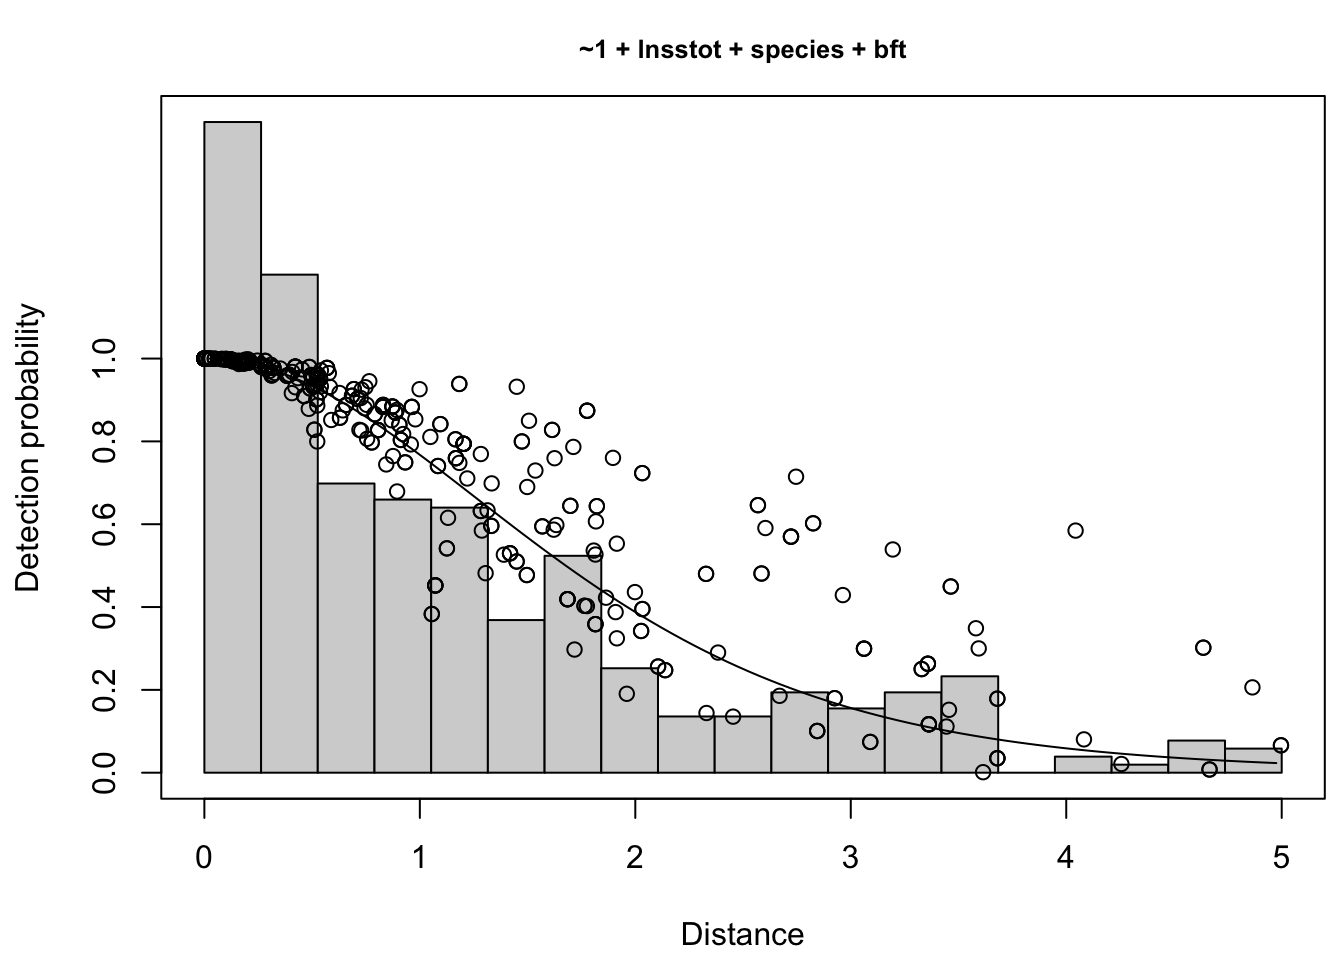 ~1 + lnsstot + species + bft
Detection probability
1.0
0.8
0.6
0.4
0.2
0.0
0 1 2 3 4 5
Distance